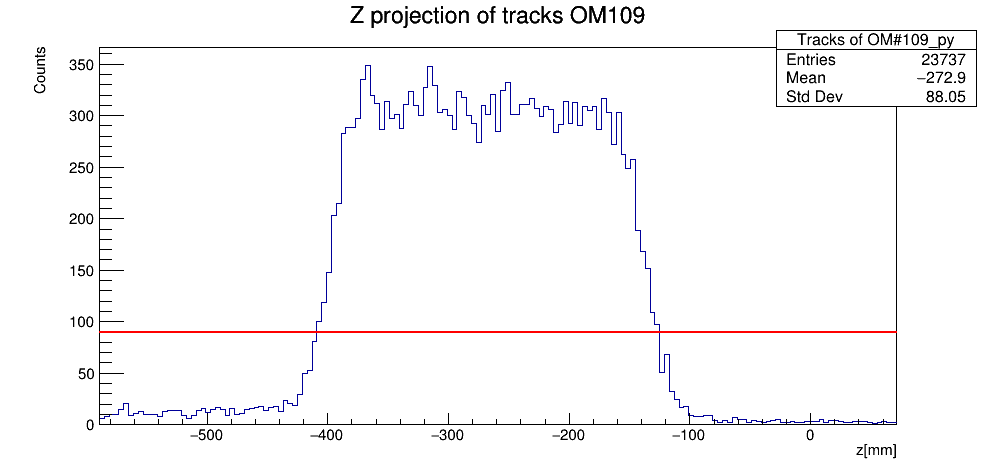 Z projection of tracks OM109
Tracks of OM#109_py
Entries 23737
Mean −272.9
Std Dev 88.05
Counts
350
300
250
200
150
100
50
0
−500 −400 −300 −200 −100 0
z[mm]